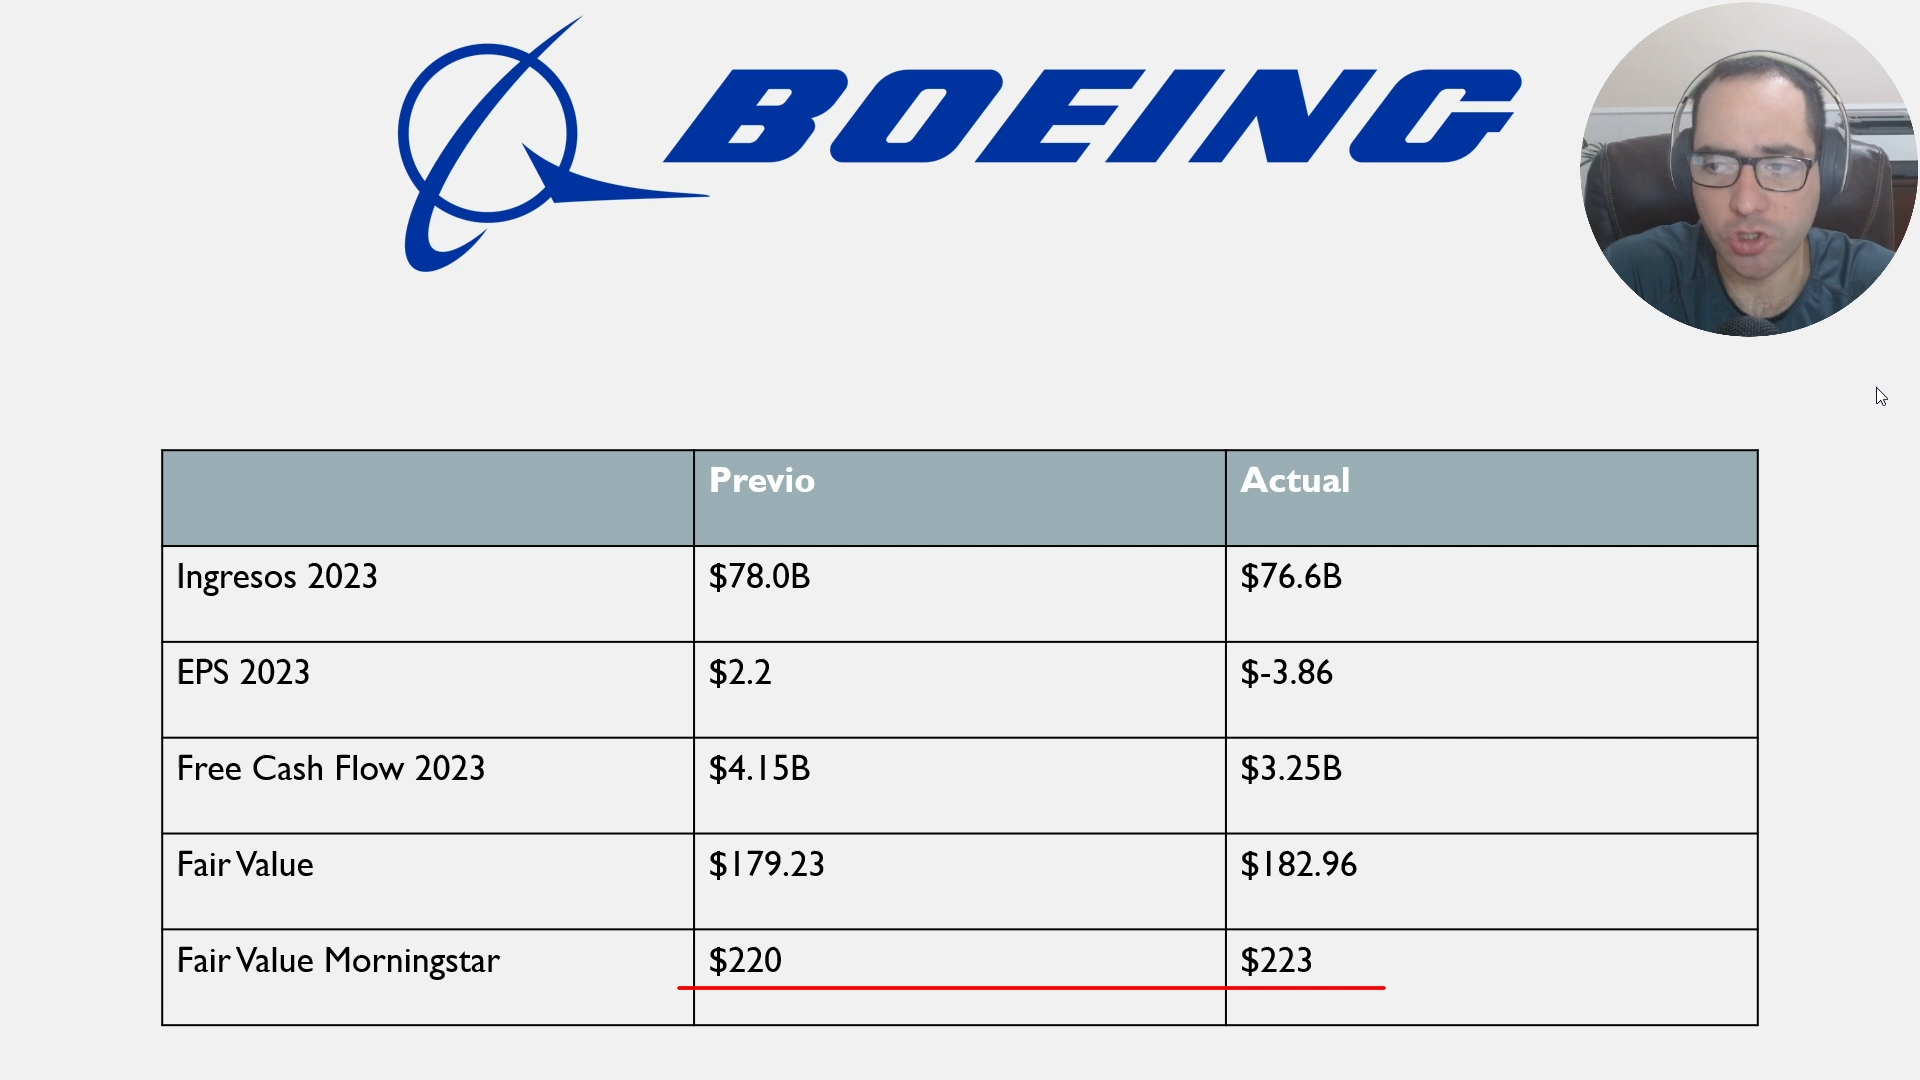 BOEING
Previo Actual
Ingresos 2023 $78.0B $76.6B
EPS 2023 $2.2 $-3.86
Free Cash Flow 2023 $4.15B $3.25B
Fair Value $179.23 $182.96
Fair Value Morningstar $220 $223